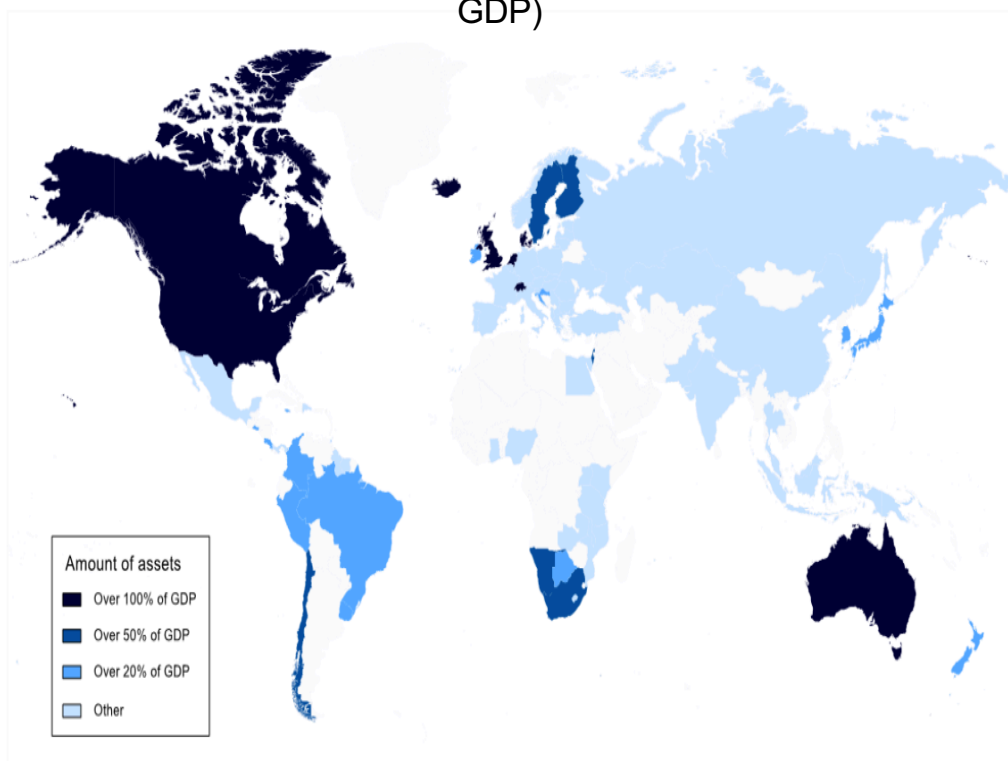 GDP)
Amount of assets
Over 100% of GDP
Over 50% of GDP
Over 20% of GDP
Other